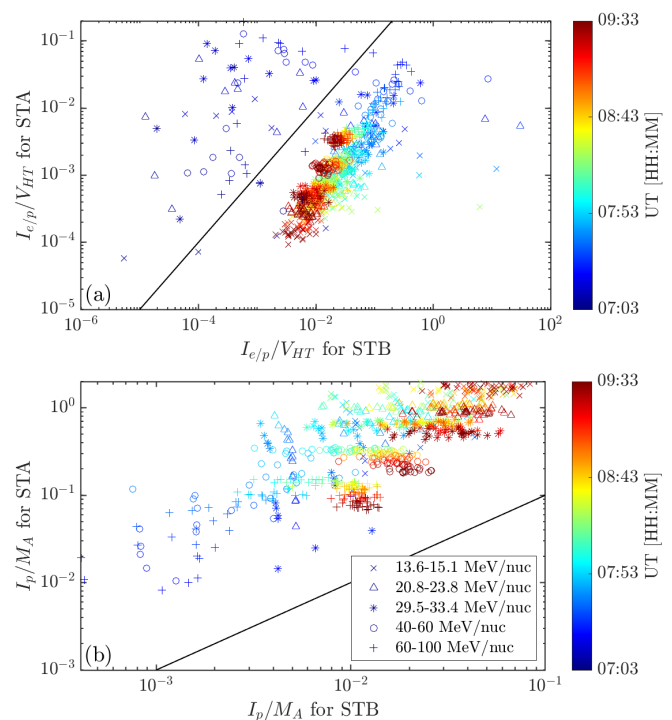 10^{-1}
10^{-2}
10^{-3}
10^{-4}
10^{-5}
I_{e/p}/V_{HT} for STA
(a)
10^{-6} 10^{-4} 10^{-2} 10^{0} 10^{2}
I_{e/p}/V_{HT} for STB
09:33
08:43
07:53
07:03
UT [HH:MM]
10^{0}
10^{-1}
10^{-2}
10^{-3}
I_p/M_A for STA
(b)
13.6-15.1 MeV/nuc
20.8-23.8 MeV/nuc
29.5-33.4 MeV/nuc
40-60 MeV/nuc
60-100 MeV/nuc
10^{-3} 10^{-2} 10^{-1}
I_p/M_A for STB
09:33
08:43
07:53
07:03
UT [HH:MM]